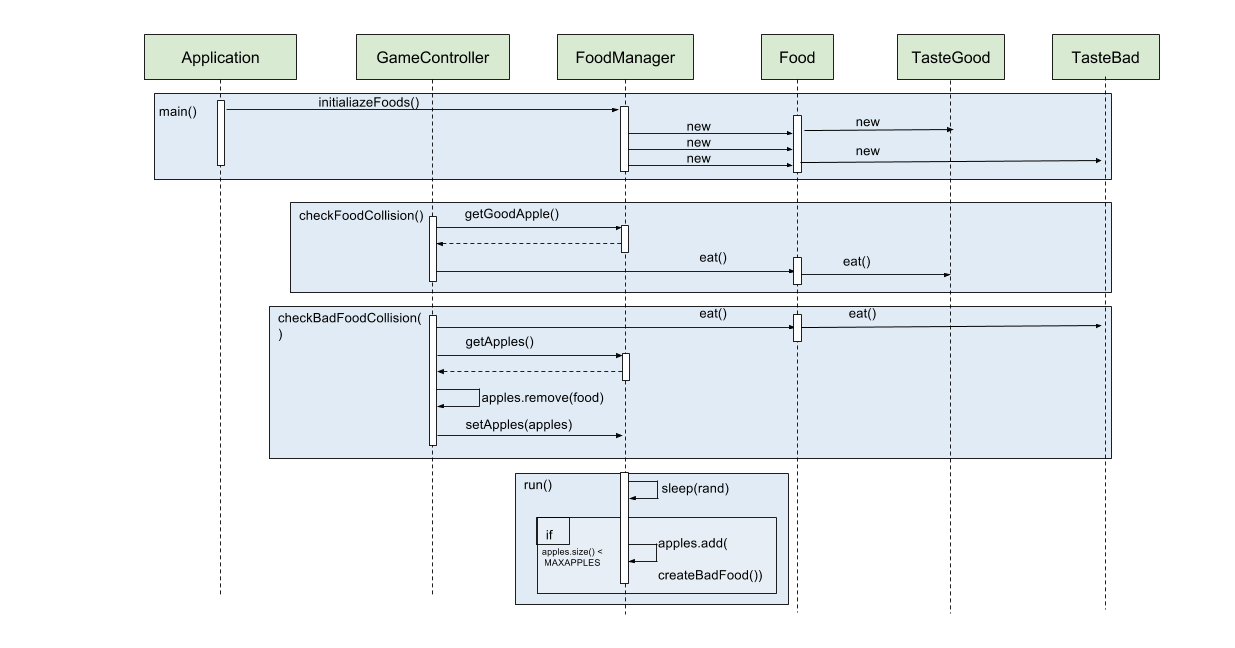 Application
GameController
FoodManager
Food
TasteGood
TasteBad
main()
initialiazeFoods()
new
new
new
new
new
checkFoodCollision()
getGoodApple()
eat()
eat()
checkBadFoodCollision(
)
eat()
eat()
getApples()
apples.remove(food)
setApples(apples)
run()
sleep(rand)
if
apples.size() <
MAXAPPLES
apples.add(
createBadFood())